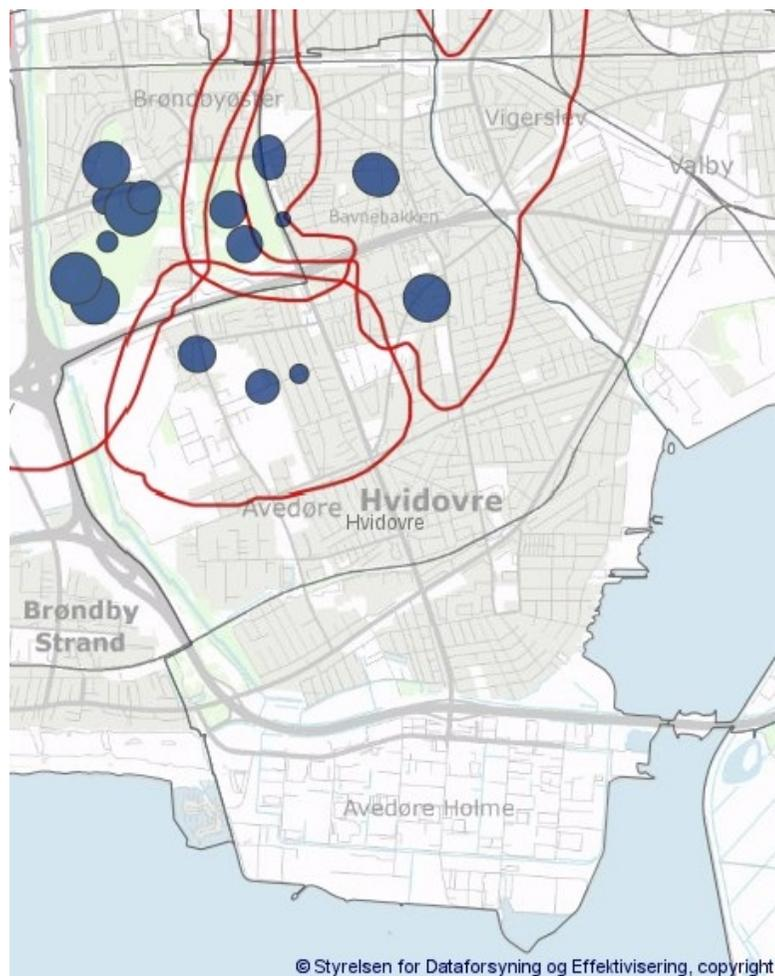 Brøndbyøster
Vigerslev
Valby
Bavnebakken
Avedøre
Hvidovre
Hvidovre
Brøndby
Strand
Avedøre Holme
© Styrelsen for Dataforsyning og Effektivisering, copyright